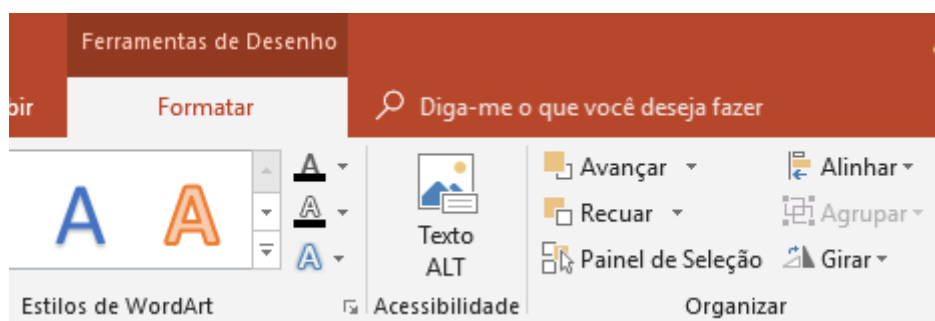 Ferramentas de Desenho
bir Formatar Diga-me o que você deseja fazer
A A A Avançar Alinhar
A Texto Recuar Agrupar
A ALT Painel de Seleção Girar
Estilos de WordArt Acessibilidade Organizar